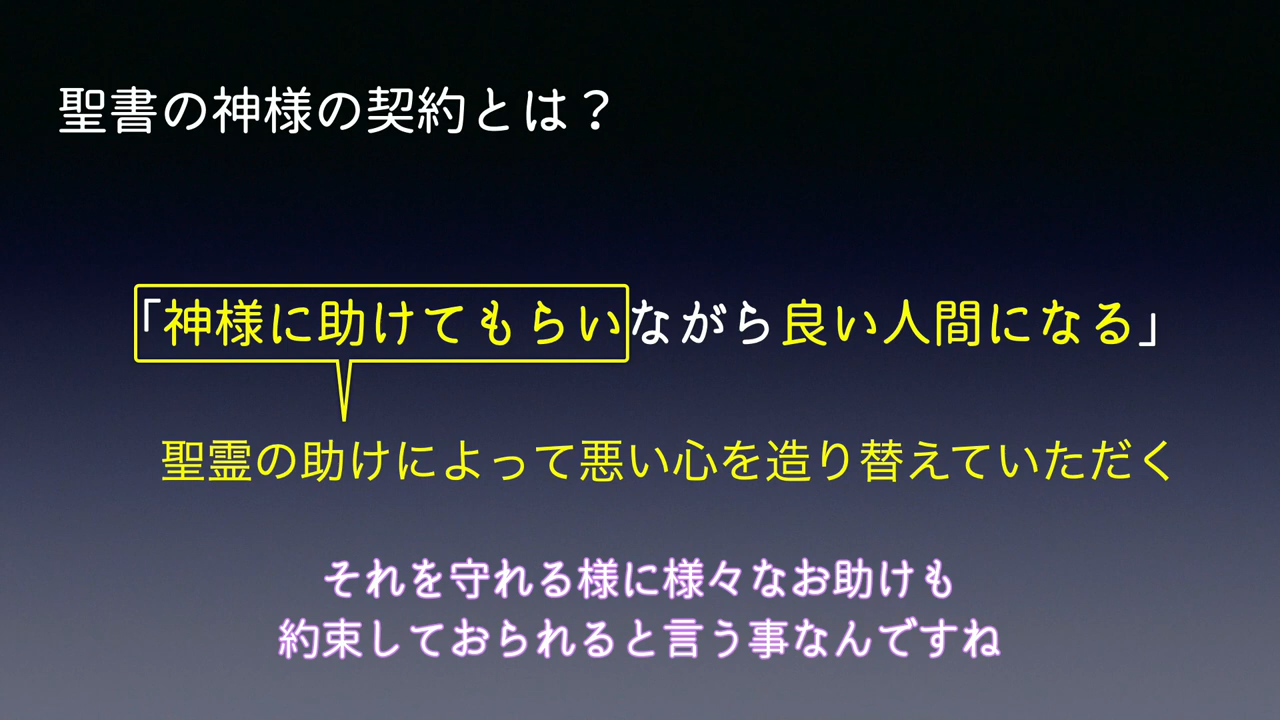 聖書の神様の契約とは？
「神様に助けてもらいながら良い人間になる」
聖霊の助けによって悪い心を造り替えていただく
それを守れる様に様々なお助けも
約束しておられると言う事なんですね